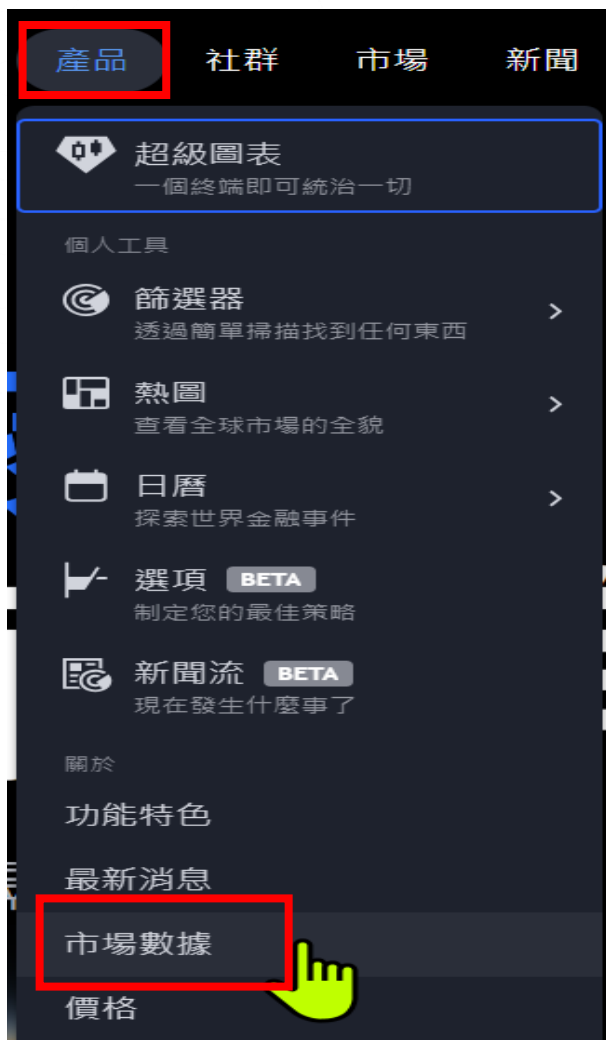 產品 社群 市場 新聞
超級圖表
一個終端即可統治一切
個人工具
篩選器
透過簡單掃描找到任何東西
熱圖
查看全球市場的全貌
日曆
探索世界金融事件
選項 BETA
制定您的最佳策略
新聞流 BETA
現在發生什麼事了
關於
功能特色
最新消息
市場數據
價格